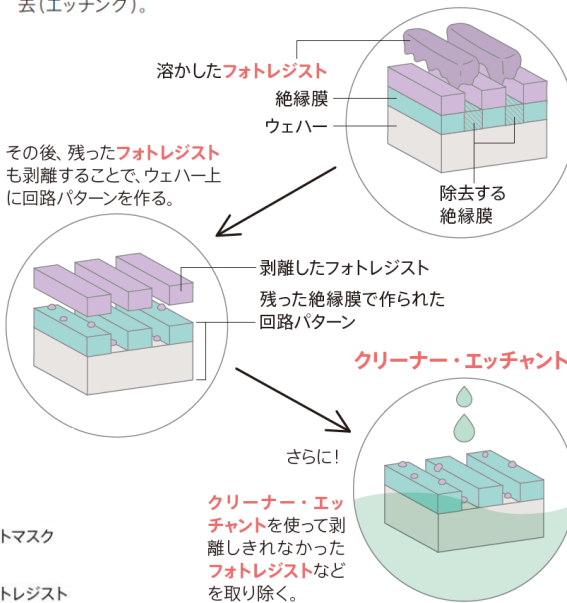 去(エッチング)。
溶かしたフォトレジスト
絶縁膜
ウェハー
除去する
絶縁膜
その後、残ったフォトレジスト
も剥離することで、ウェハー上
に回路パターンを作る。
剥離したフォトレジスト
残った絶縁膜で作られた
回路パターン
クリーナー・エッチャント
さらに!
クリーナー・エッ
チャントを使って剥
離しきれなかった
フォトレジストなど
を取り除く。
トマスク
トレジスト